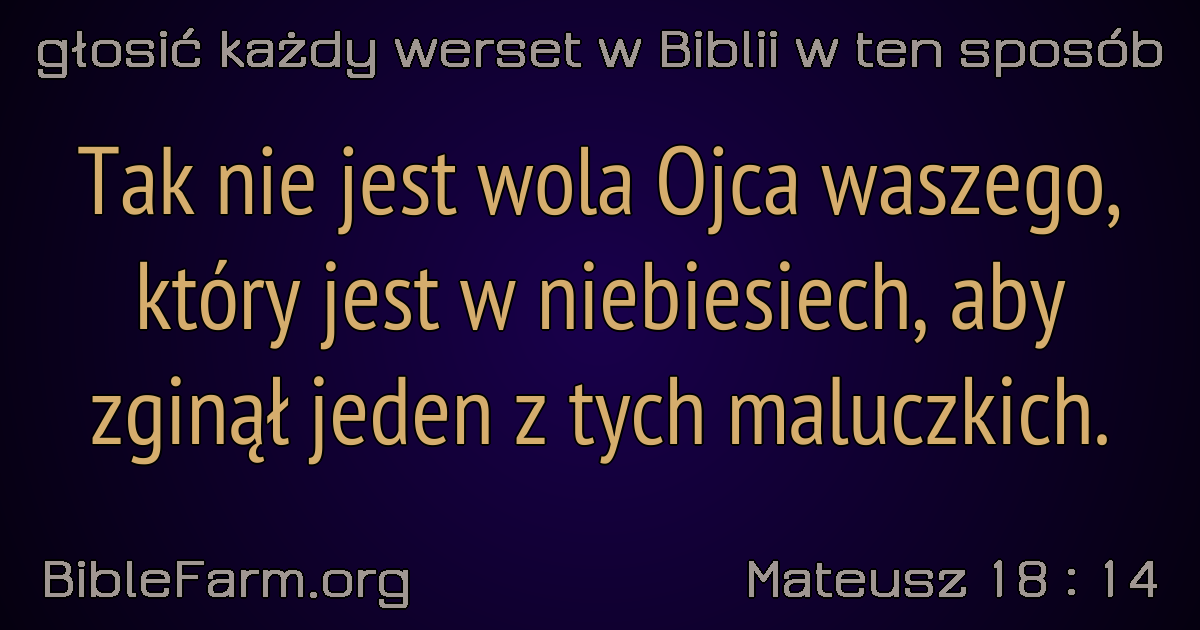 głosić każdy werset w Biblii w ten sposób
Tak nie jest wola Ojca waszego,
który jest w niebiesiech, aby
zginął jeden z tych maluczkich.
BibleFarm.org
Mateusz 18 : 14